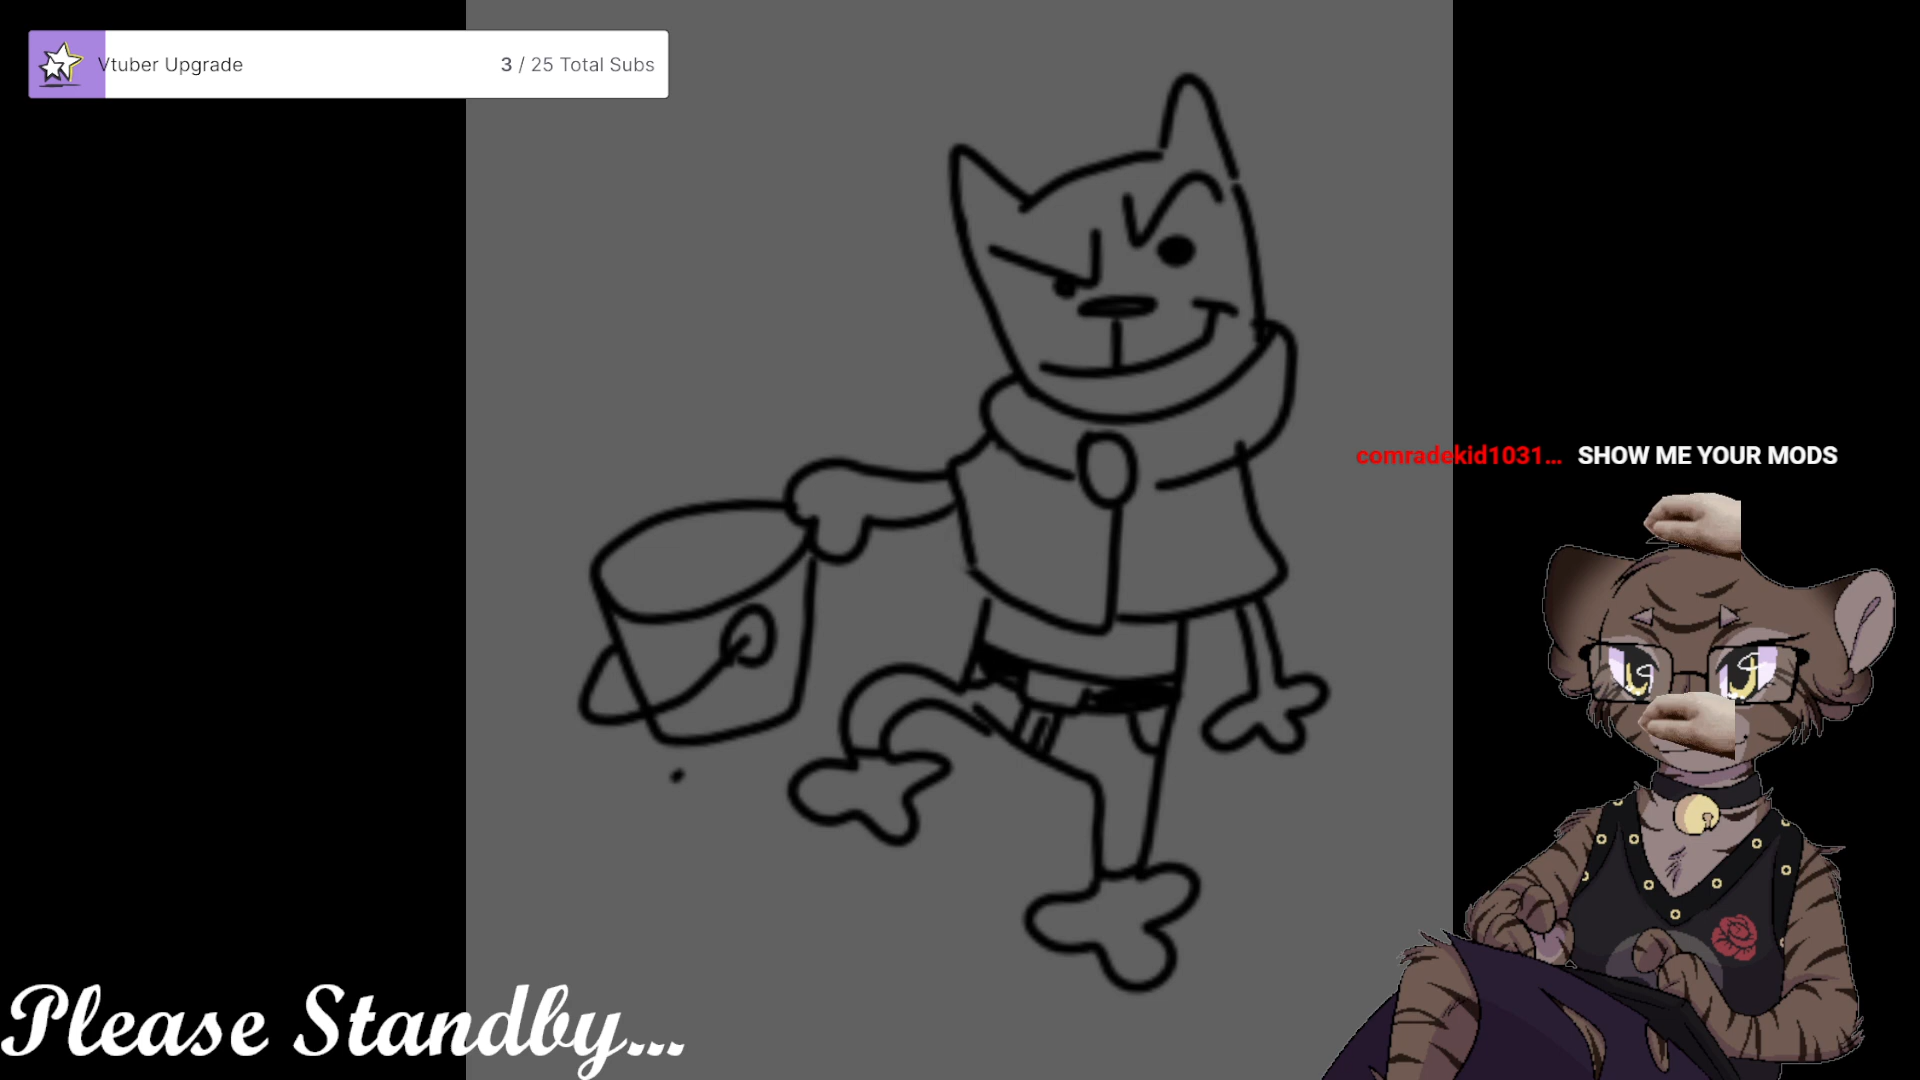 Vtuber Upgrade 3 / 25 Total Subs
comradekid1031... SHOW ME YOUR MODS
Please Standby...